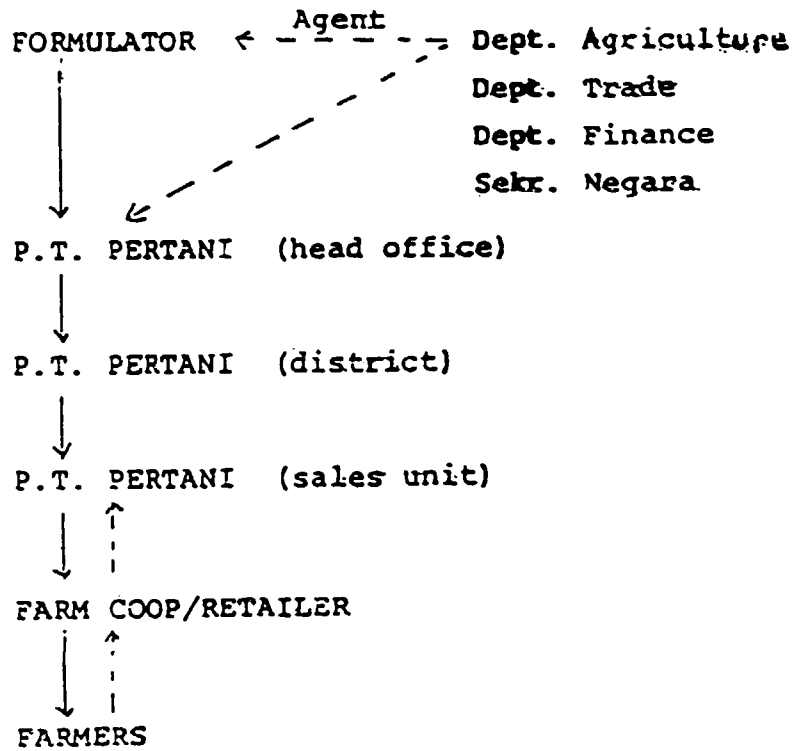 Agent
FORMULATOR Dept. Agriculture
Dept. Trade
Dept. Finance
Sekr. Negara
P.T. PERTANI (head office)
P.T. PERTANI (district)
P.T. PERTANI (sales unit)
FARM COOP/RETAILER
FARMERS